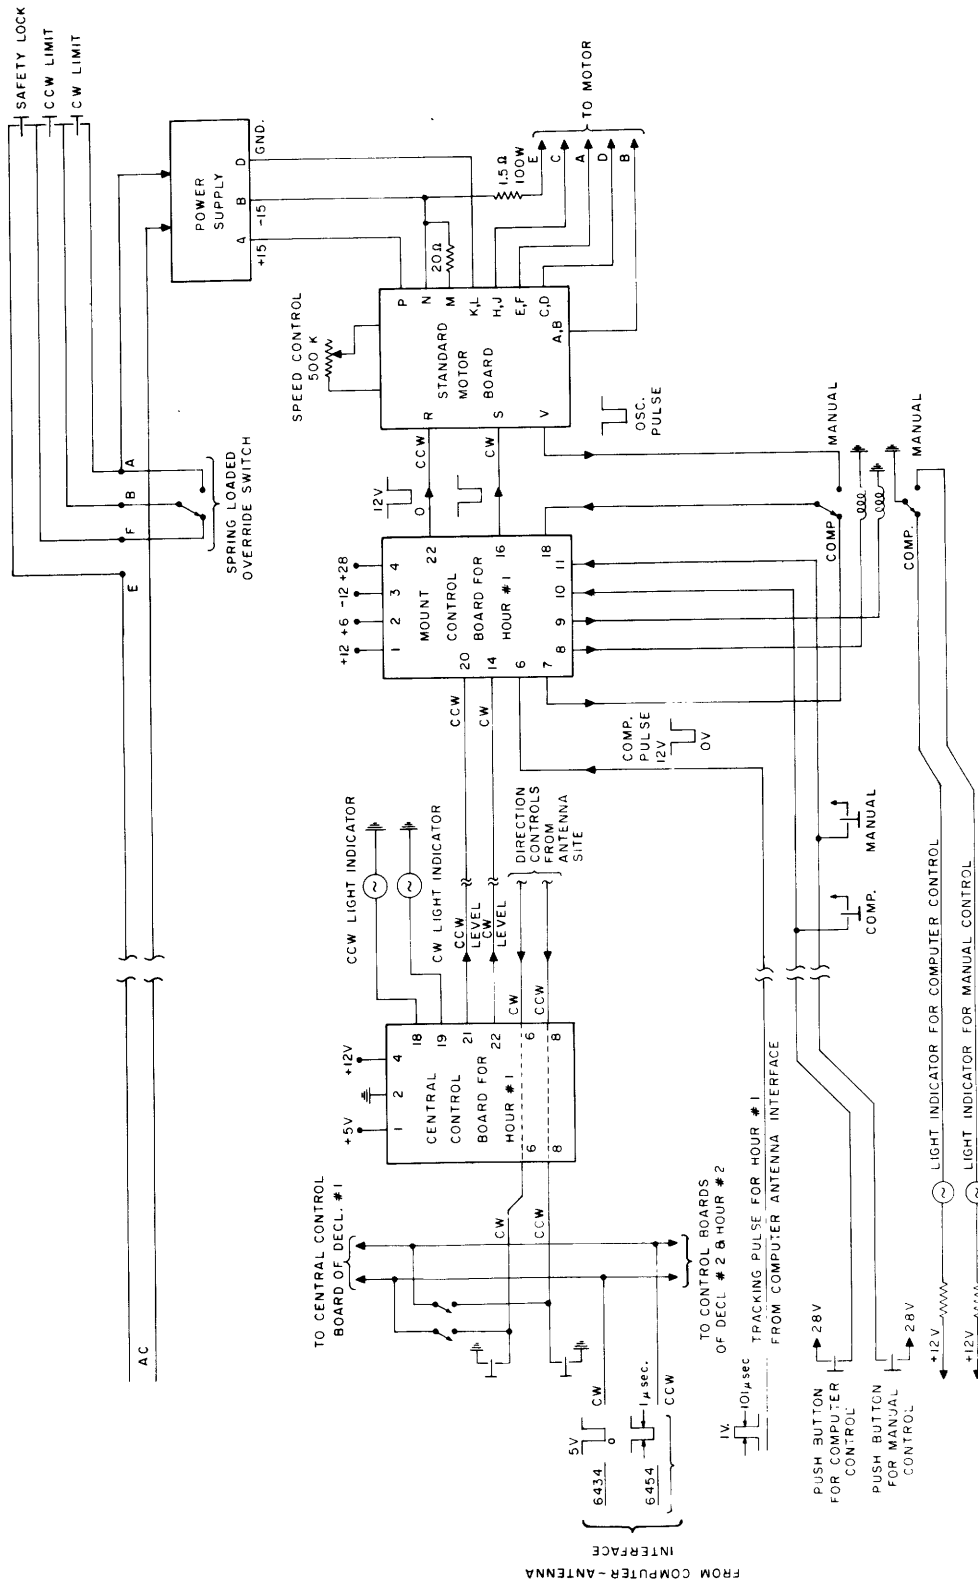 SAFETY LOCK
CCW LIMIT
CW LIMIT
AC
E
F
B
A
SPRING LOADED
OVERRIDE SWITCH
POWER
SUPPLY
A
B
D
+15
-15
GND.
SPEED CONTROL
500 K
20Ω
1.5Ω
100W
P
N
M
K,L
H,J
E,F
C,D
A,B
R
S
V
STANDARD
MOTOR
BOARD
E
C
A
D
B
TO MOTOR
OSC.
PULSE
CCW
CW
12V
0
+12
+6
-12
+28
1
2
3
4
MOUNT
CONTROL
BOARD FOR
HOUR #1
22
16
18
20
14
6
7
8
9
10
11
CCW
CW
COMP.
PULSE
12V
0V
MANUAL
COMP.
MANUAL
COMP.
CCW LIGHT INDICATOR
CW LIGHT INDICATOR
CCW
LEVEL
CW
LEVEL
DIRECTION
CONTROLS
FROM
ANTENNA
SITE
CW
CCW
+5V
+12V
1
2
4
CENTRAL
CONTROL
BOARD FOR
HOUR #1
18
19
21
22
6
8
6
8
CW
CCW
TO CENTRAL CONTROL
BOARD OF DECL. #1
TO CONTROL BOARDS
OF DECL #2 & HOUR #2
5V
0
CW
6434
1μsec.
6454
CCW
FROM COMPUTER-ANTENNA
INTERFACE
1V.
101μsec
TRACKING PULSE FOR HOUR #1
FROM COMPUTER ANTENNA INTERFACE
COMP.
MANUAL
28V
PUSH BUTTON
FOR COMPUTER
CONTROL
28V
PUSH BUTTON
FOR MANUAL
CONTROL
+12V
LIGHT INDICATOR FOR COMPUTER CONTROL
+12V
LIGHT INDICATOR FOR MANUAL CONTROL